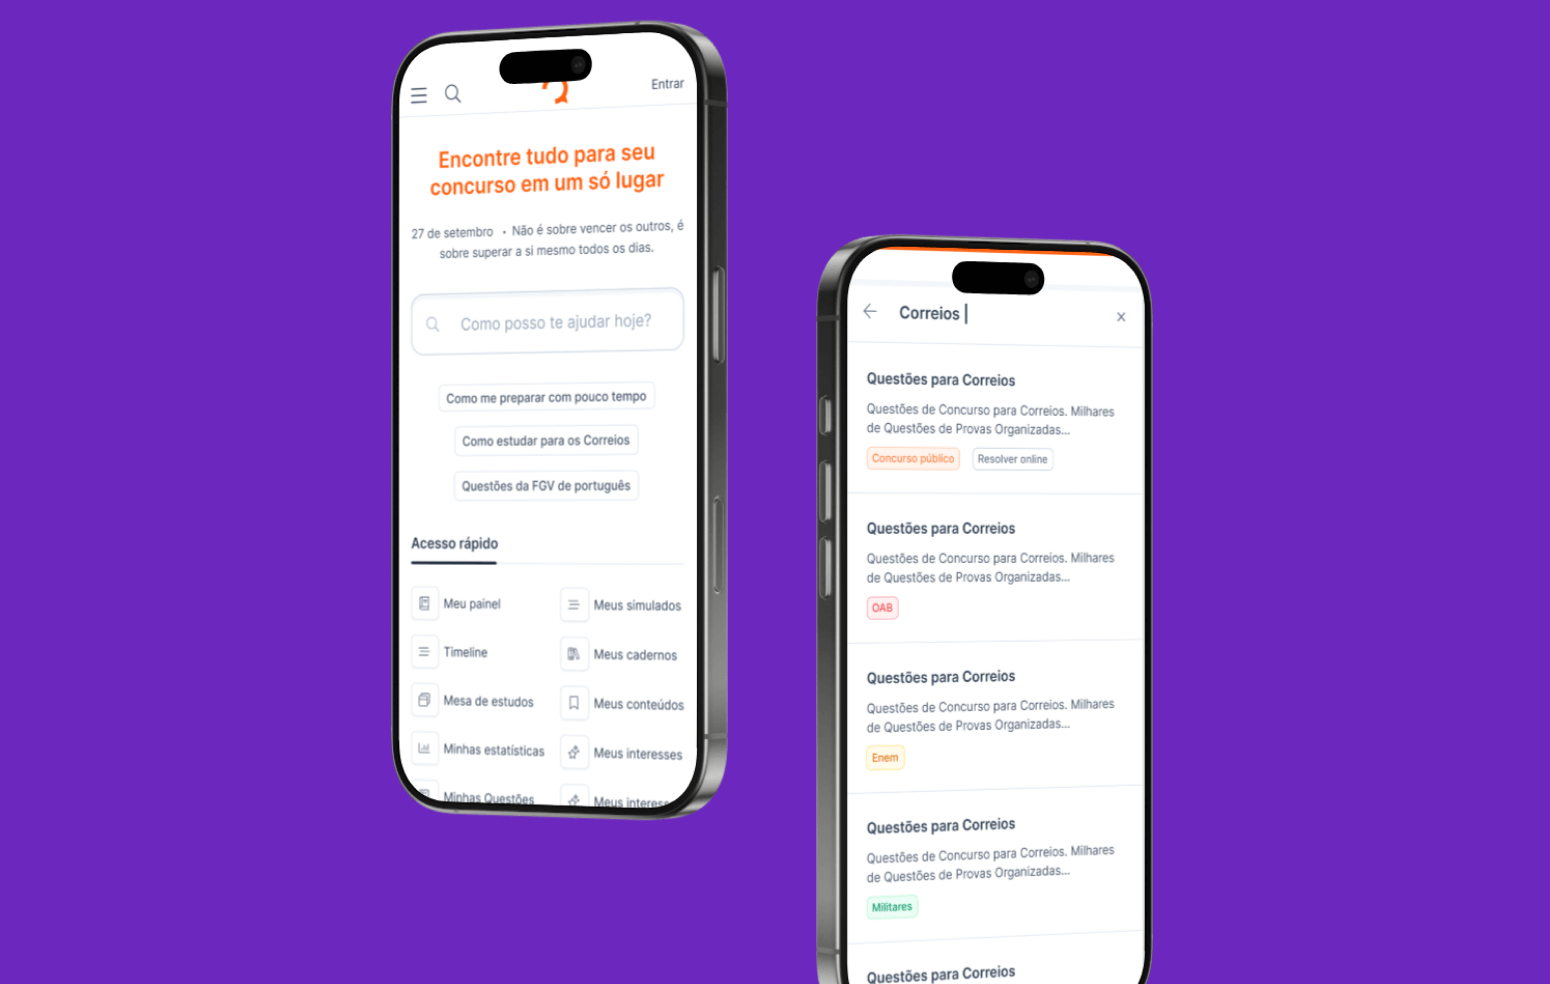 Entrar
Encontre tudo para seu
concurso em um só lugar
27 de setembro • Não é sobre vencer os outros, é
sobre superar a si mesmo todos os dias.
Como posso te ajudar hoje?
Como me preparar com pouco tempo
Como estudar para os Correios
Questões da FGV de português
Acesso rápido
Meu painel
Meus simulados
Timeline
Meus cadernos
Mesa de estudos
Meus conteúdos
Minhas estatísticas
Meus interesses
Minhas Questões
Correios
x
Questões para Correios
Questões de Concurso para Correios. Milhares
de Questões de Provas Organizadas...
Concurso público
Resolver online
Questões para Correios
Questões de Concurso para Correios. Milhares
de Questões de Provas Organizadas...
OAB
Questões para Correios
Questões de Concurso para Correios. Milhares
de Questões de Provas Organizadas...
Enem
Questões para Correios
Questões de Concurso para Correios. Milhares
de Questões de Provas Organizadas...
Militares
Questões para Correios